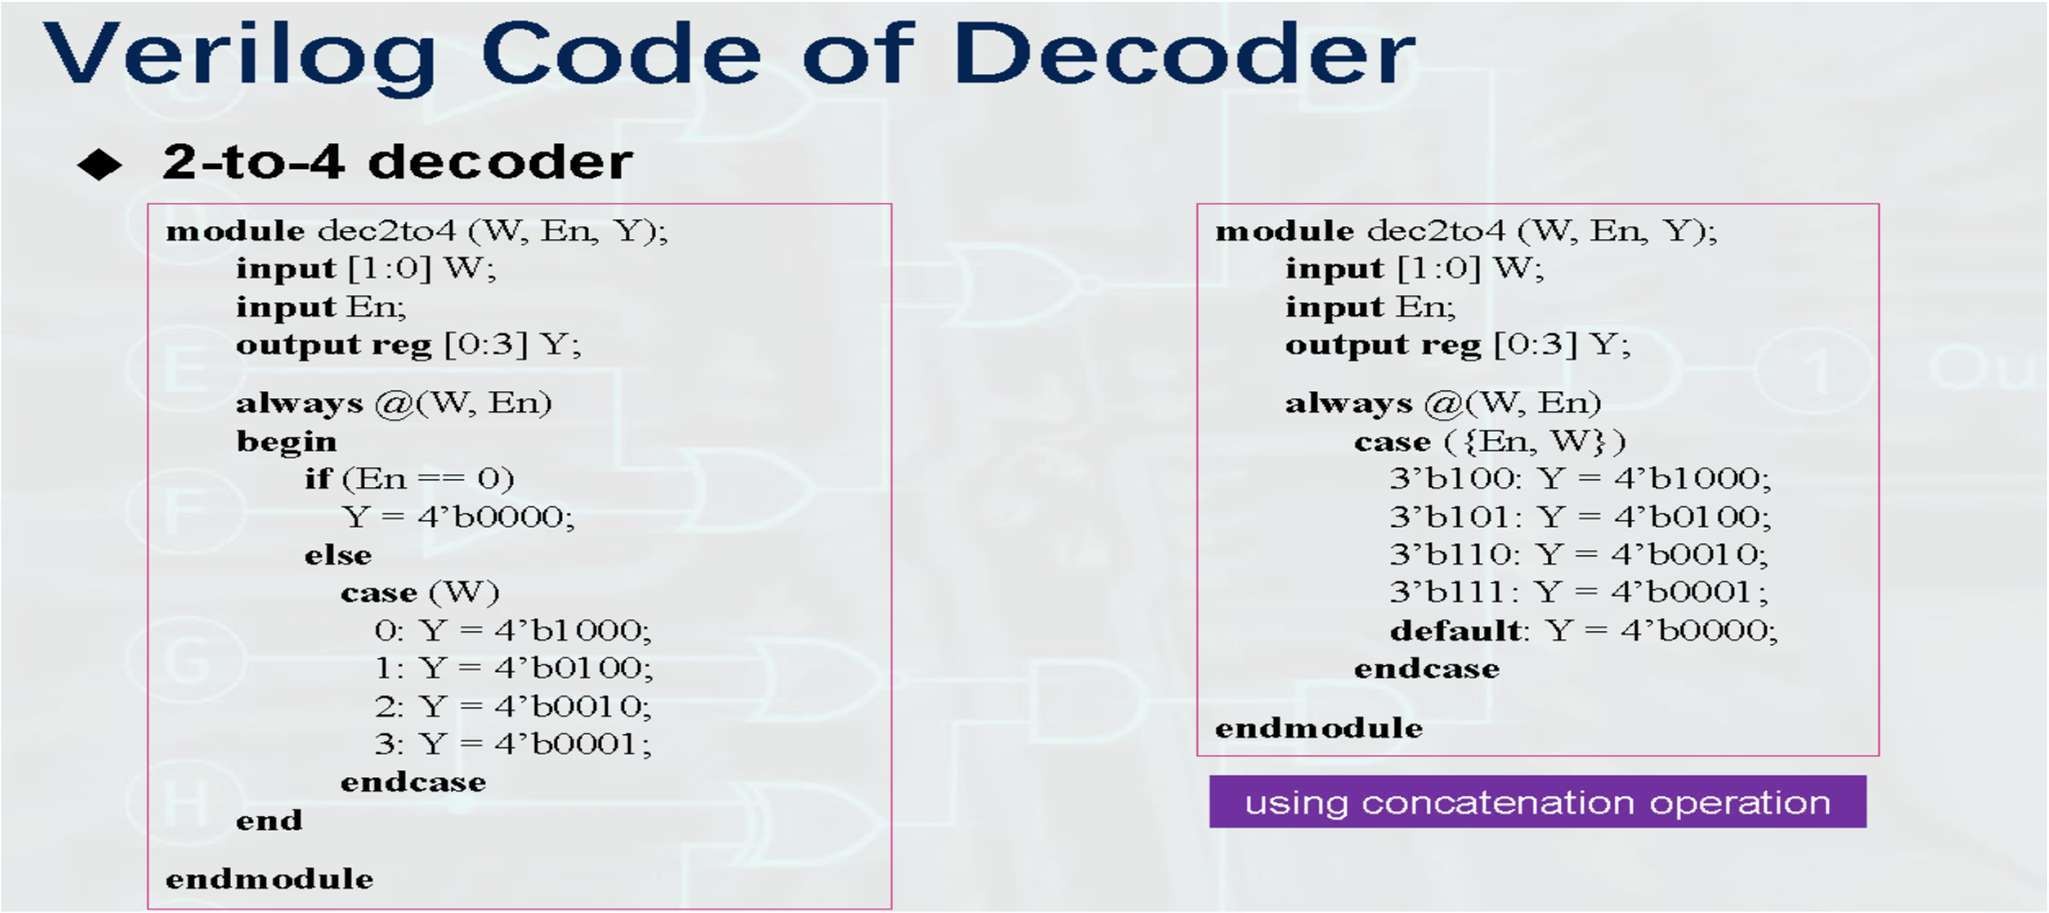 Verilog Code of Decoder
◆ 2-to-4 decoder
module dec2to4 (W, En, Y);
input [1:0] W;
input En;
output reg [0:3] Y;
always @(W, En)
begin
if (En == 0)
Y = 4’b0000;
else
case (W)
0: Y = 4’b1000;
1: Y = 4’b0100;
2: Y = 4’b0010;
3: Y = 4’b0001;
endcase
end
endmodule
module dec2to4 (W, En, Y);
input [1:0] W;
input En;
output reg [0:3] Y;
always @(W, En)
case ({En, W})
3’b100: Y = 4’b1000;
3’b101: Y = 4’b0100;
3’b110: Y = 4’b0010;
3’b111: Y = 4’b0001;
default: Y = 4’b0000;
endcase
endmodule
using concatenation operation
E
F
G
H
1
Ou